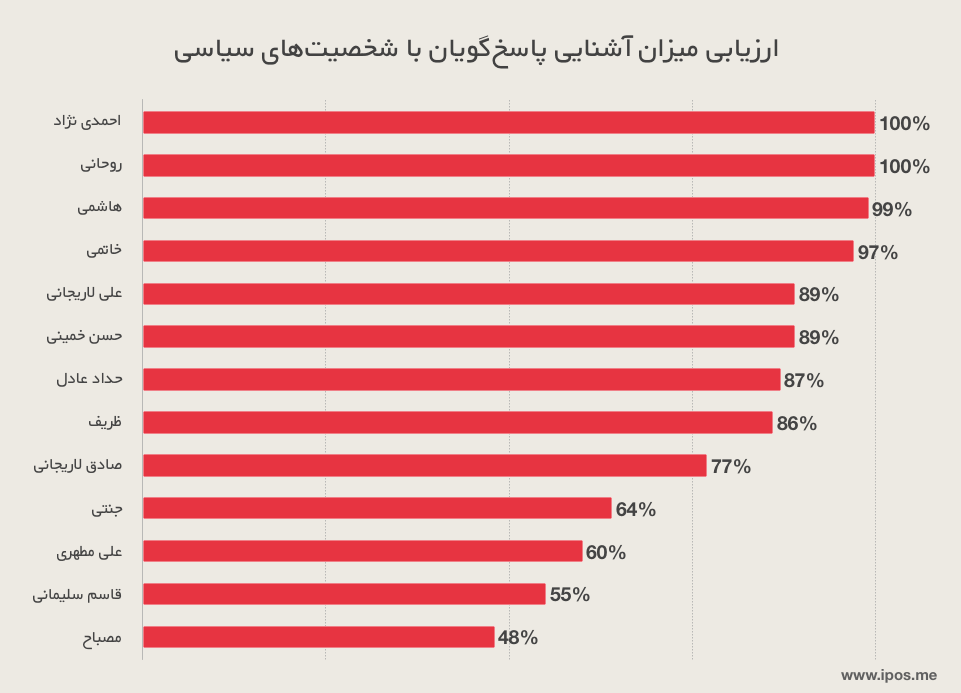 ارزیابی میزان آشنایی پاسخ‌گویان با شخصیت‌های سیاسی
احمدی نژاد 100%
روحانی 100%
هاشمی 99%
خاتمی 97%
علی لاریجانی 89%
حسن خمینی 89%
حداد عادل 87%
ظریف 86%
صادق لاریجانی 77%
جنتی 64%
علی مطهری 60%
قاسم سلیمانی 55%
مصباح 48%
www.ipos.me